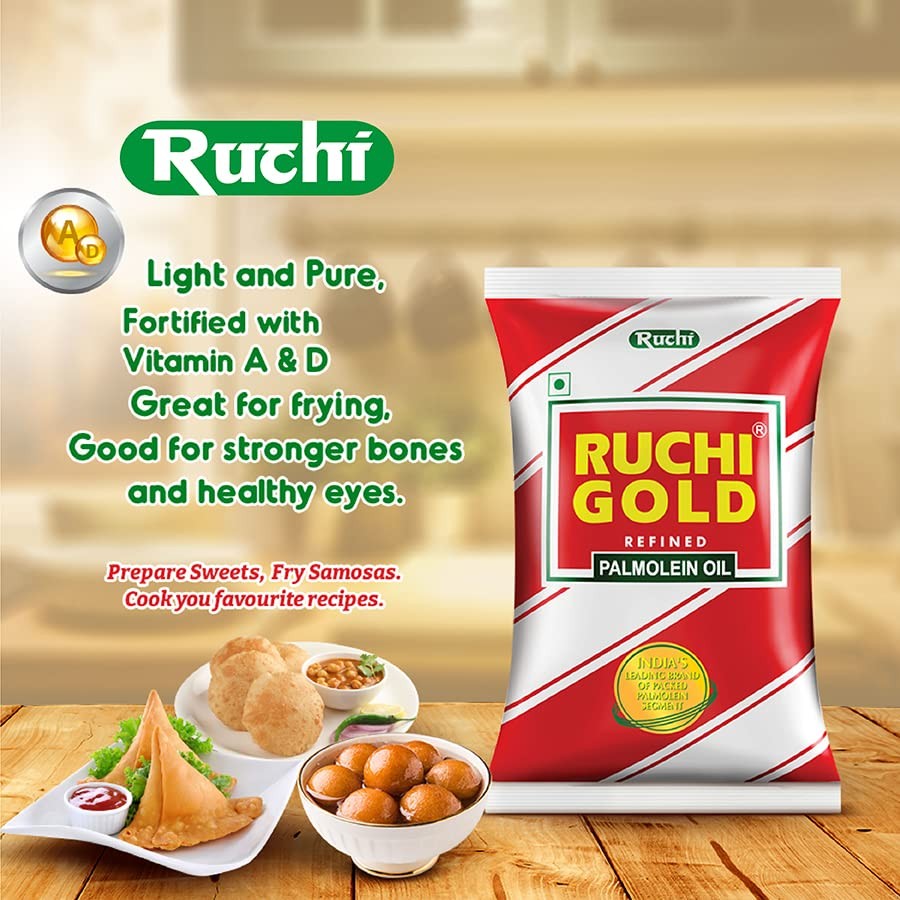 Ruchi
A
D
Light and Pure,
Fortified with
Vitamin A & D
Great for frying,
Good for stronger bones
and healthy eyes.
Prepare Sweets, Fry Samosas.
Cook you favourite recipes.
Ruchi
RUCHI®
GOLD
REFINED
PALMOLEIN OIL
INDIA'S
LEADING BRAND
OF PACKED
PALMOLEIN
SEGMENT